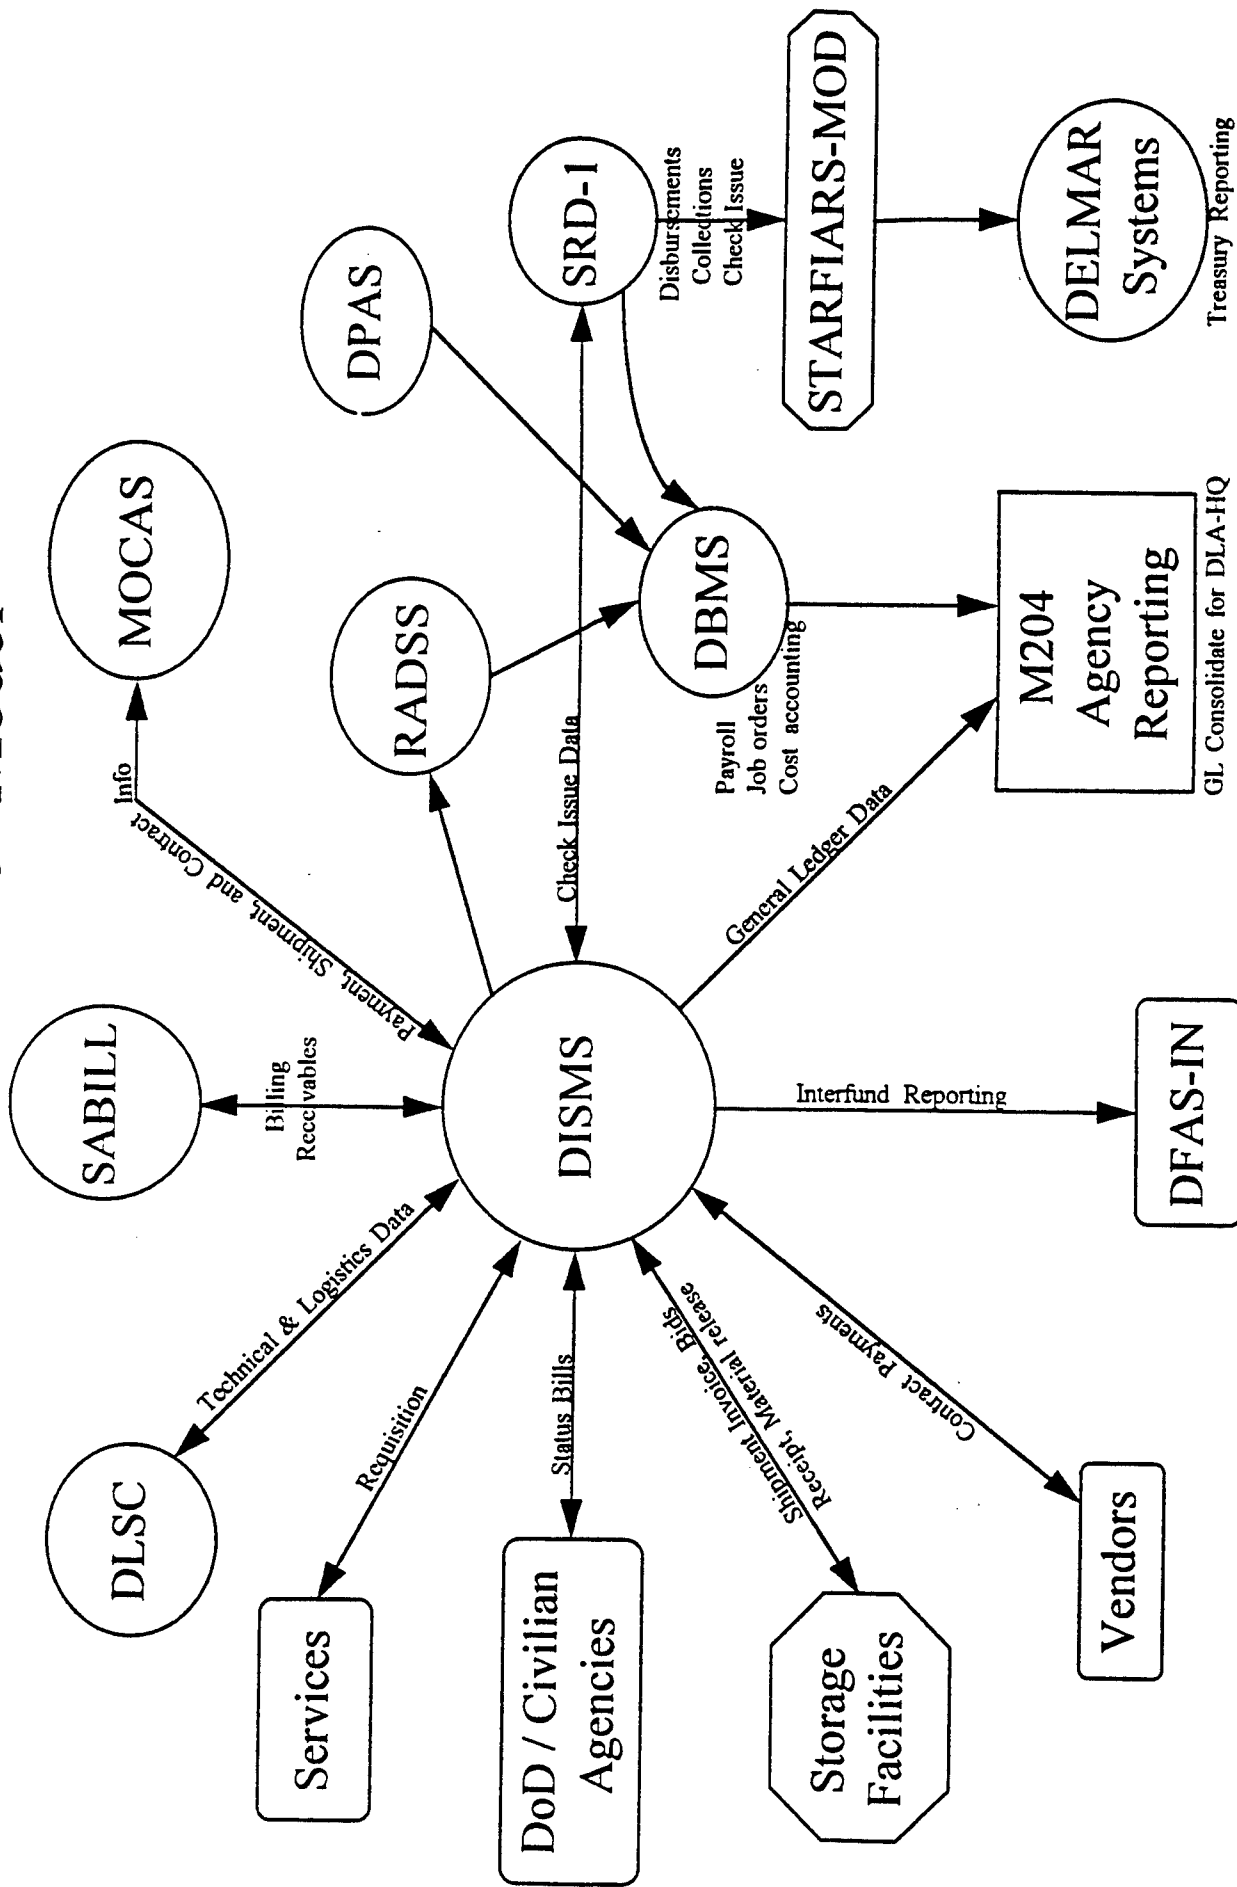 MOCAS
SABILL
DLSC
Info
Payment, Shipment, and Contract
Billing
Receivables
Technical & Logistics Data
DPAS
RADSS
Services
Requisition
SRD-1
Check Issue Data
DISMS
Status Bills
DoD / Civilian
Agencies
Disbursements
Collections
Check Issue
DBMS
Payroll
Job orders
Cost accounting
General Ledger Data
Interfund Reporting
Shipment Invoice, Bids
Receipt, Material release
Storage
Facilities
STARFIARS-MOD
Contract Payments
DELMAR
Systems
Treasury Reporting
M204
Agency
Reporting
GL Consolidate for DLA-HQ
DFAS-IN
Vendors